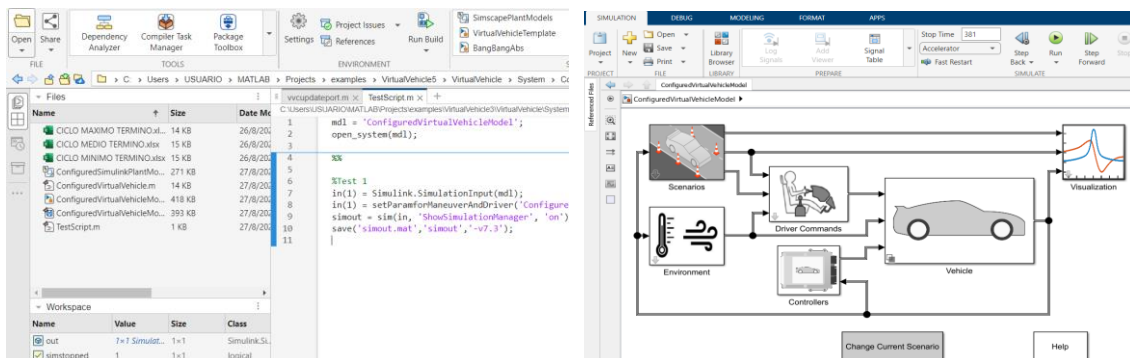 Open
Share
Dependency Analyzer
Compiler Task Manager
Package Toolbox
Settings
Project Issues
References
Run Build
SimscapePlantModels
VirtualVehicleTemplate
BangBangAbs
FILE
TOOLS
ENVIRONMENT
C: › Users › USUARIO › MATLAB › Projects › examples › VirtualVehicle5 › VirtualVehicle › System ›
Files
Name
Size
Date Mo
CICLO MAXIMO TERMINO.xl... 14 KB 26/8/202
CICLO MEDIO TERMINO.xlsx 15 KB 26/8/202
CICLO MINIMO TERMINO.xlsx 15 KB 26/8/202
ConfiguredSimulinkPlantMo... 271 KB 27/8/202
ConfiguredVirtualVehicle.m 14 KB 27/8/202
ConfiguredVirtualVehicleMo... 418 KB 27/8/202
ConfiguredVirtualVehicleMo... 393 KB 27/8/202
TestScript.m 1 KB 27/8/202
Workspace
Name Value Size Class
out 1×1 Simulat... 1×1 Simulink.Si...
simstopped 1 1×1 logical
vvcupdateport.m × TestScript.m × +
C:\Users\USUARIO\MATLAB\Projects\examples\VirtualVehicle3\VirtualVehicle\System
1 mdl = 'ConfiguredVirtualVehicleModel';
2 open_system(mdl);
3
4 %%
5
6 %Test 1
7 in(1) = Simulink.SimulationInput(mdl);
8 in(1) = setParamforManeuverAndDriver('Configure
9 simout = sim(in, 'ShowSimulationManager', 'on')
10 save('simout.mat','simout','-v7.3');
11
SIMULATION DEBUG MODELING FORMAT APPS
Project
New
Open
Save
Print
Library Browser
Log Signals
Add Viewer
Signal Table
Stop Time 381
Accelerator
Fast Restart
Step Back
Run
Step Forward
Stop
PROJECT FILE LIBRARY PREPARE SIMULATE
Referenced Files
ConfiguredVirtualVehicleModel
ConfiguredVirtualVehicleModel
Scenarios
Visualization
Driver Commands
Environment
Vehicle
Controllers
Change Current Scenario
Help